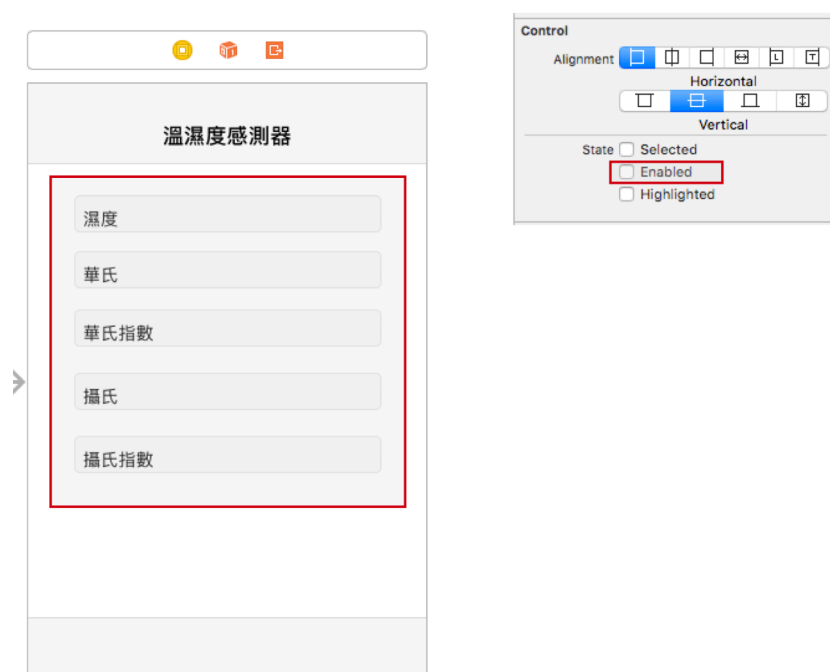 溫濕度感測器
濕度
華氏
華氏指數
攝氏
攝氏指數
Control
Alignment
L T
Horizontal
Vertical
State Selected
Enabled
Highlighted